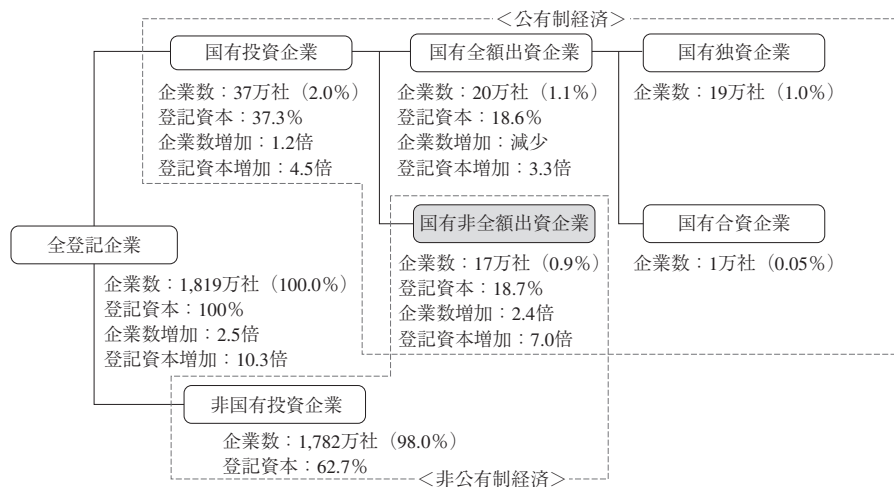 ＜公有制経済＞
国有投資企業
企業数：37万社（2.0%）
登記資本：37.3%
企業数増加：1.2倍
登記資本増加：4.5倍
国有全額出資企業
企業数：20万社（1.1%）
登記資本：18.6%
企業数増加：減少
登記資本増加：3.3倍
国有独資企業
企業数：19万社（1.0%）
全登記企業
企業数：1,819万社（100.0%）
登記資本：100%
企業数増加：2.5倍
登記資本増加：10.3倍
国有非全額出資企業
企業数：17万社（0.9%）
登記資本：18.7%
企業数増加：2.4倍
登記資本増加：7.0倍
国有合資企業
企業数：1万社（0.05%）
非国有投資企業
企業数：1,782万社（98.0%）
登記資本：62.7%
＜非公有制経済＞